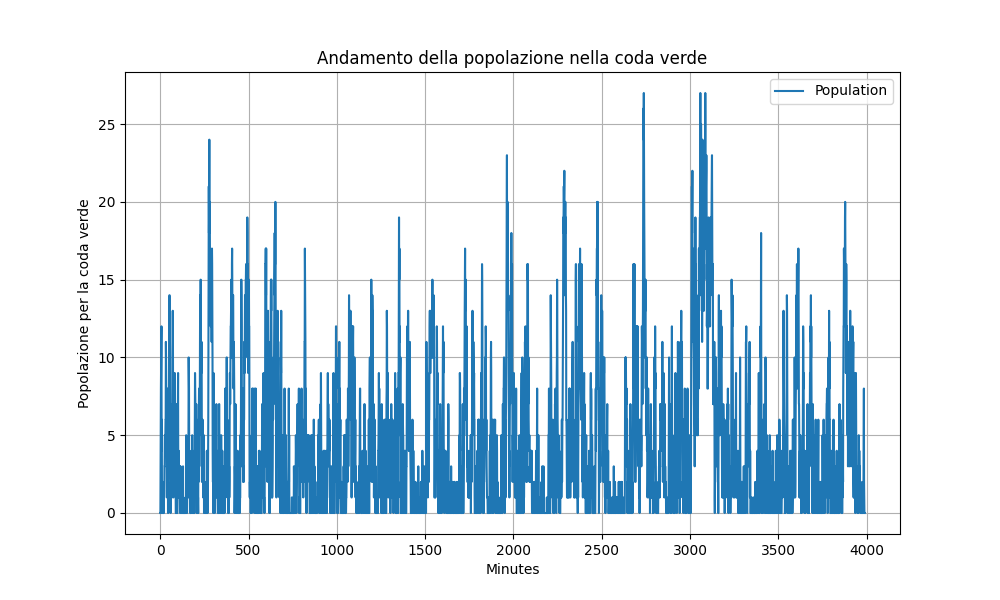 Andamento della popolazione nella coda verde
Population
Popolazione per la coda verde
25
20
15
10
5
0
0 500 1000 1500 2000 2500 3000 3500 4000
Minutes